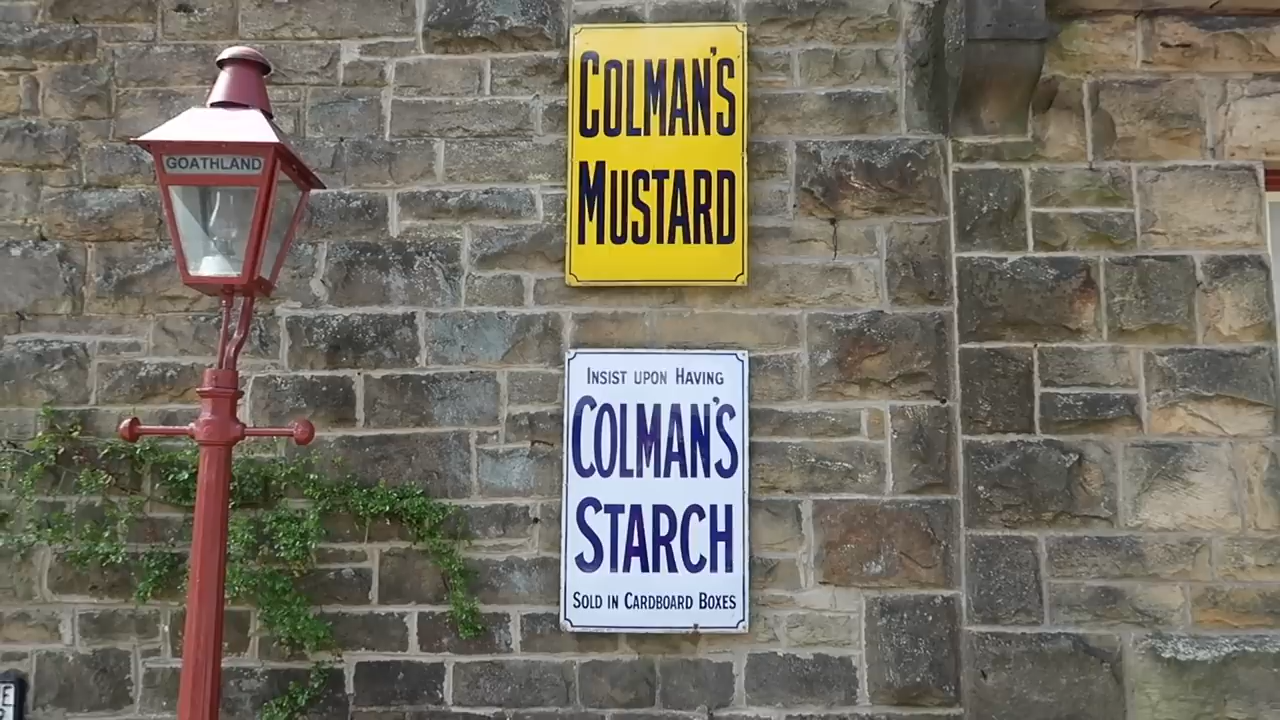 GOATHLAND
COLMAN'S
MUSTARD
INSIST UPON HAVING
COLMAN'S
STARCH
SOLD IN CARDBOARD BOXES